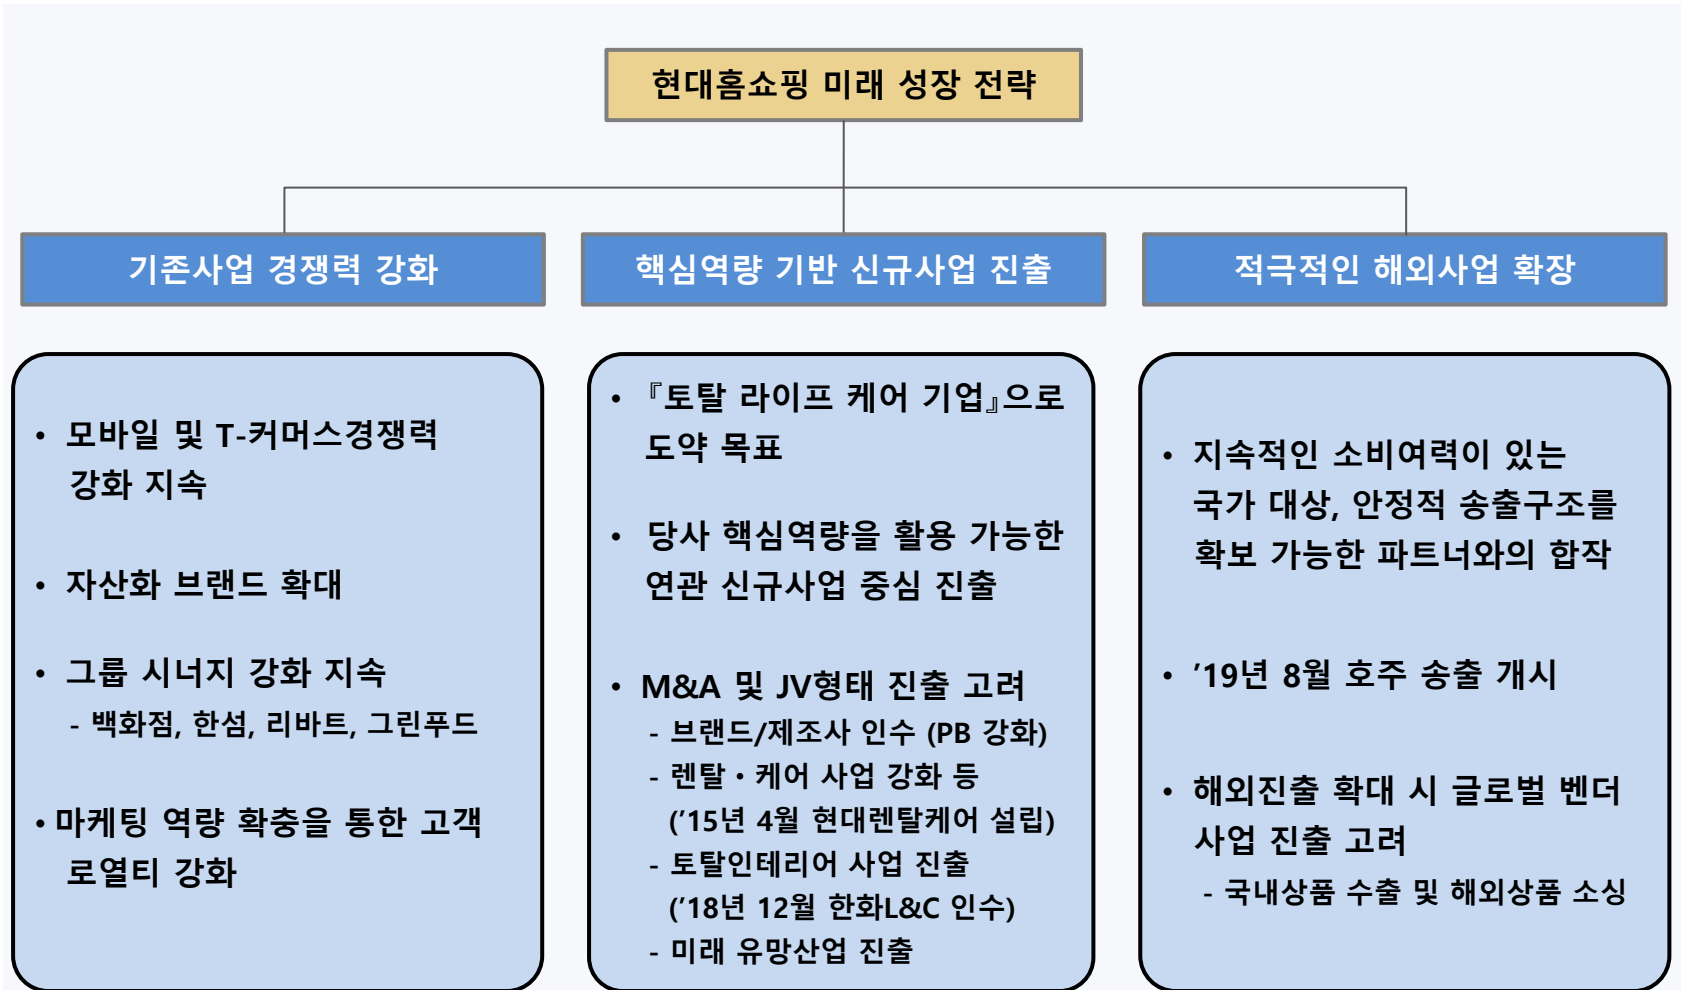 현대홈쇼핑 미래 성장 전략
기존사업 경쟁력 강화
• 모바일 및 T-커머스경쟁력
강화 지속
• 자산화 브랜드 확대
• 그룹 시너지 강화 지속
- 백화점, 한섬, 리바트, 그린푸드
• 마케팅 역량 확충을 통한 고객
로열티 강화
핵심역량 기반 신규사업 진출
• 『토탈 라이프 케어 기업』으로
도약 목표
• 당사 핵심역량을 활용 가능한
연관 신규사업 중심 진출
• M&A 및 JV형태 진출 고려
- 브랜드/제조사 인수 (PB 강화)
- 렌탈 • 케어 사업 강화 등
(’15년 4월 현대렌탈케어 설립)
- 토탈인테리어 사업 진출
(’18년 12월 한화L&C 인수)
- 미래 유망산업 진출
적극적인 해외사업 확장
• 지속적인 소비여력이 있는
국가 대상, 안정적 송출구조를
확보 가능한 파트너와의 합작
• ’19년 8월 호주 송출 개시
• 해외진출 확대 시 글로벌 벤더
사업 진출 고려
- 국내상품 수출 및 해외상품 소싱